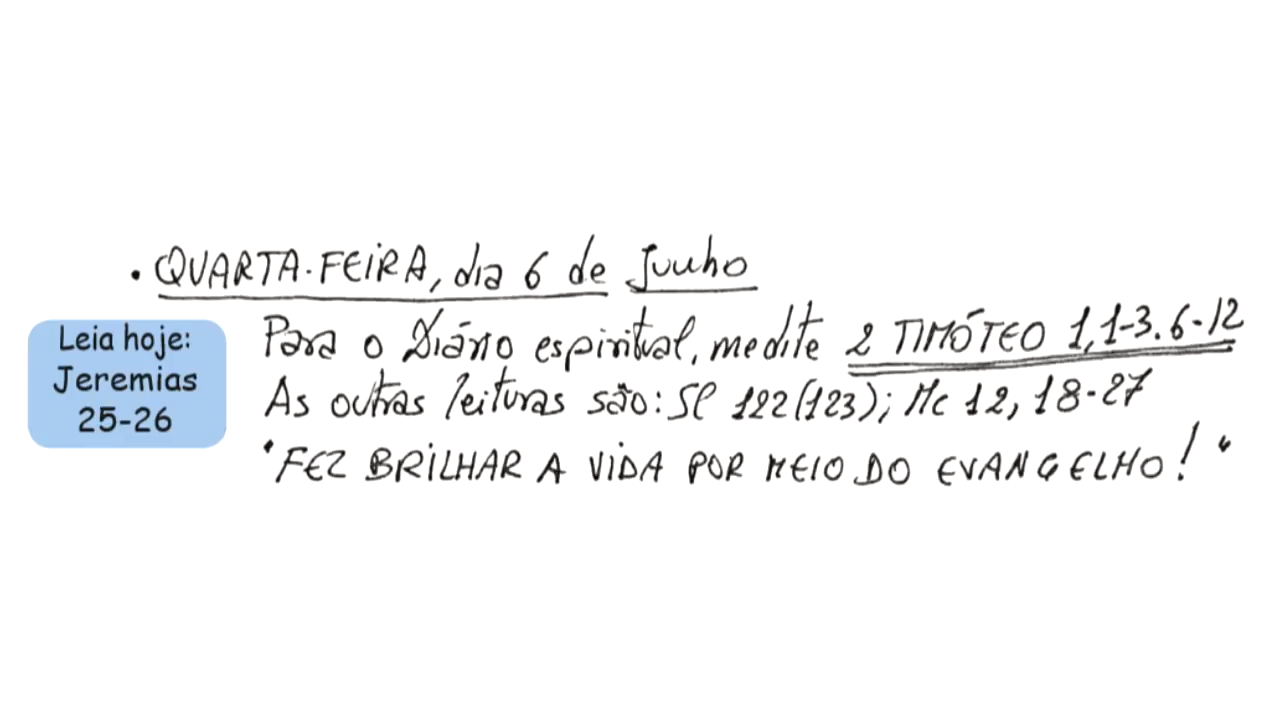 • QUARTA-FEIRA, dia 6 de Junho
Leia hoje:
Jeremias
25-26
Para o Diário espiritual, medite 2 TIMÓTEO 1,1-3.6-12
As outras leituras são: Sl 122(123); Mc 12, 18-27
"FEZ BRILHAR A VIDA POR MEIO DO EVANGELHO!"